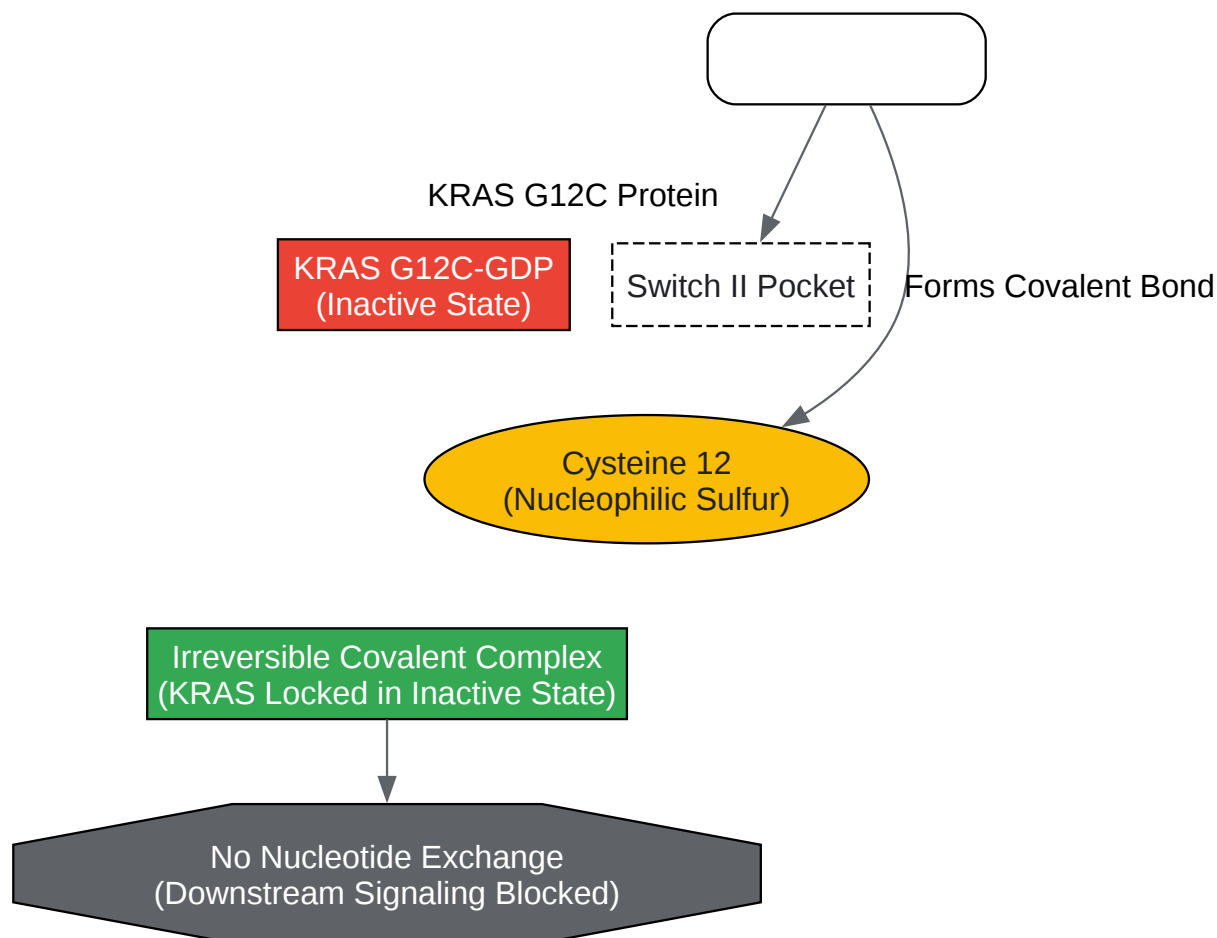 KRAS G12C Protein
KRAS G12C-GDP
(Inactive State)
Switch II Pocket
Forms Covalent Bond
Cysteine 12
(Nucleophilic Sulfur)
Irreversible Covalent Complex
(KRAS Locked in Inactive State)
No Nucleotide Exchange
(Downstream Signaling Blocked)